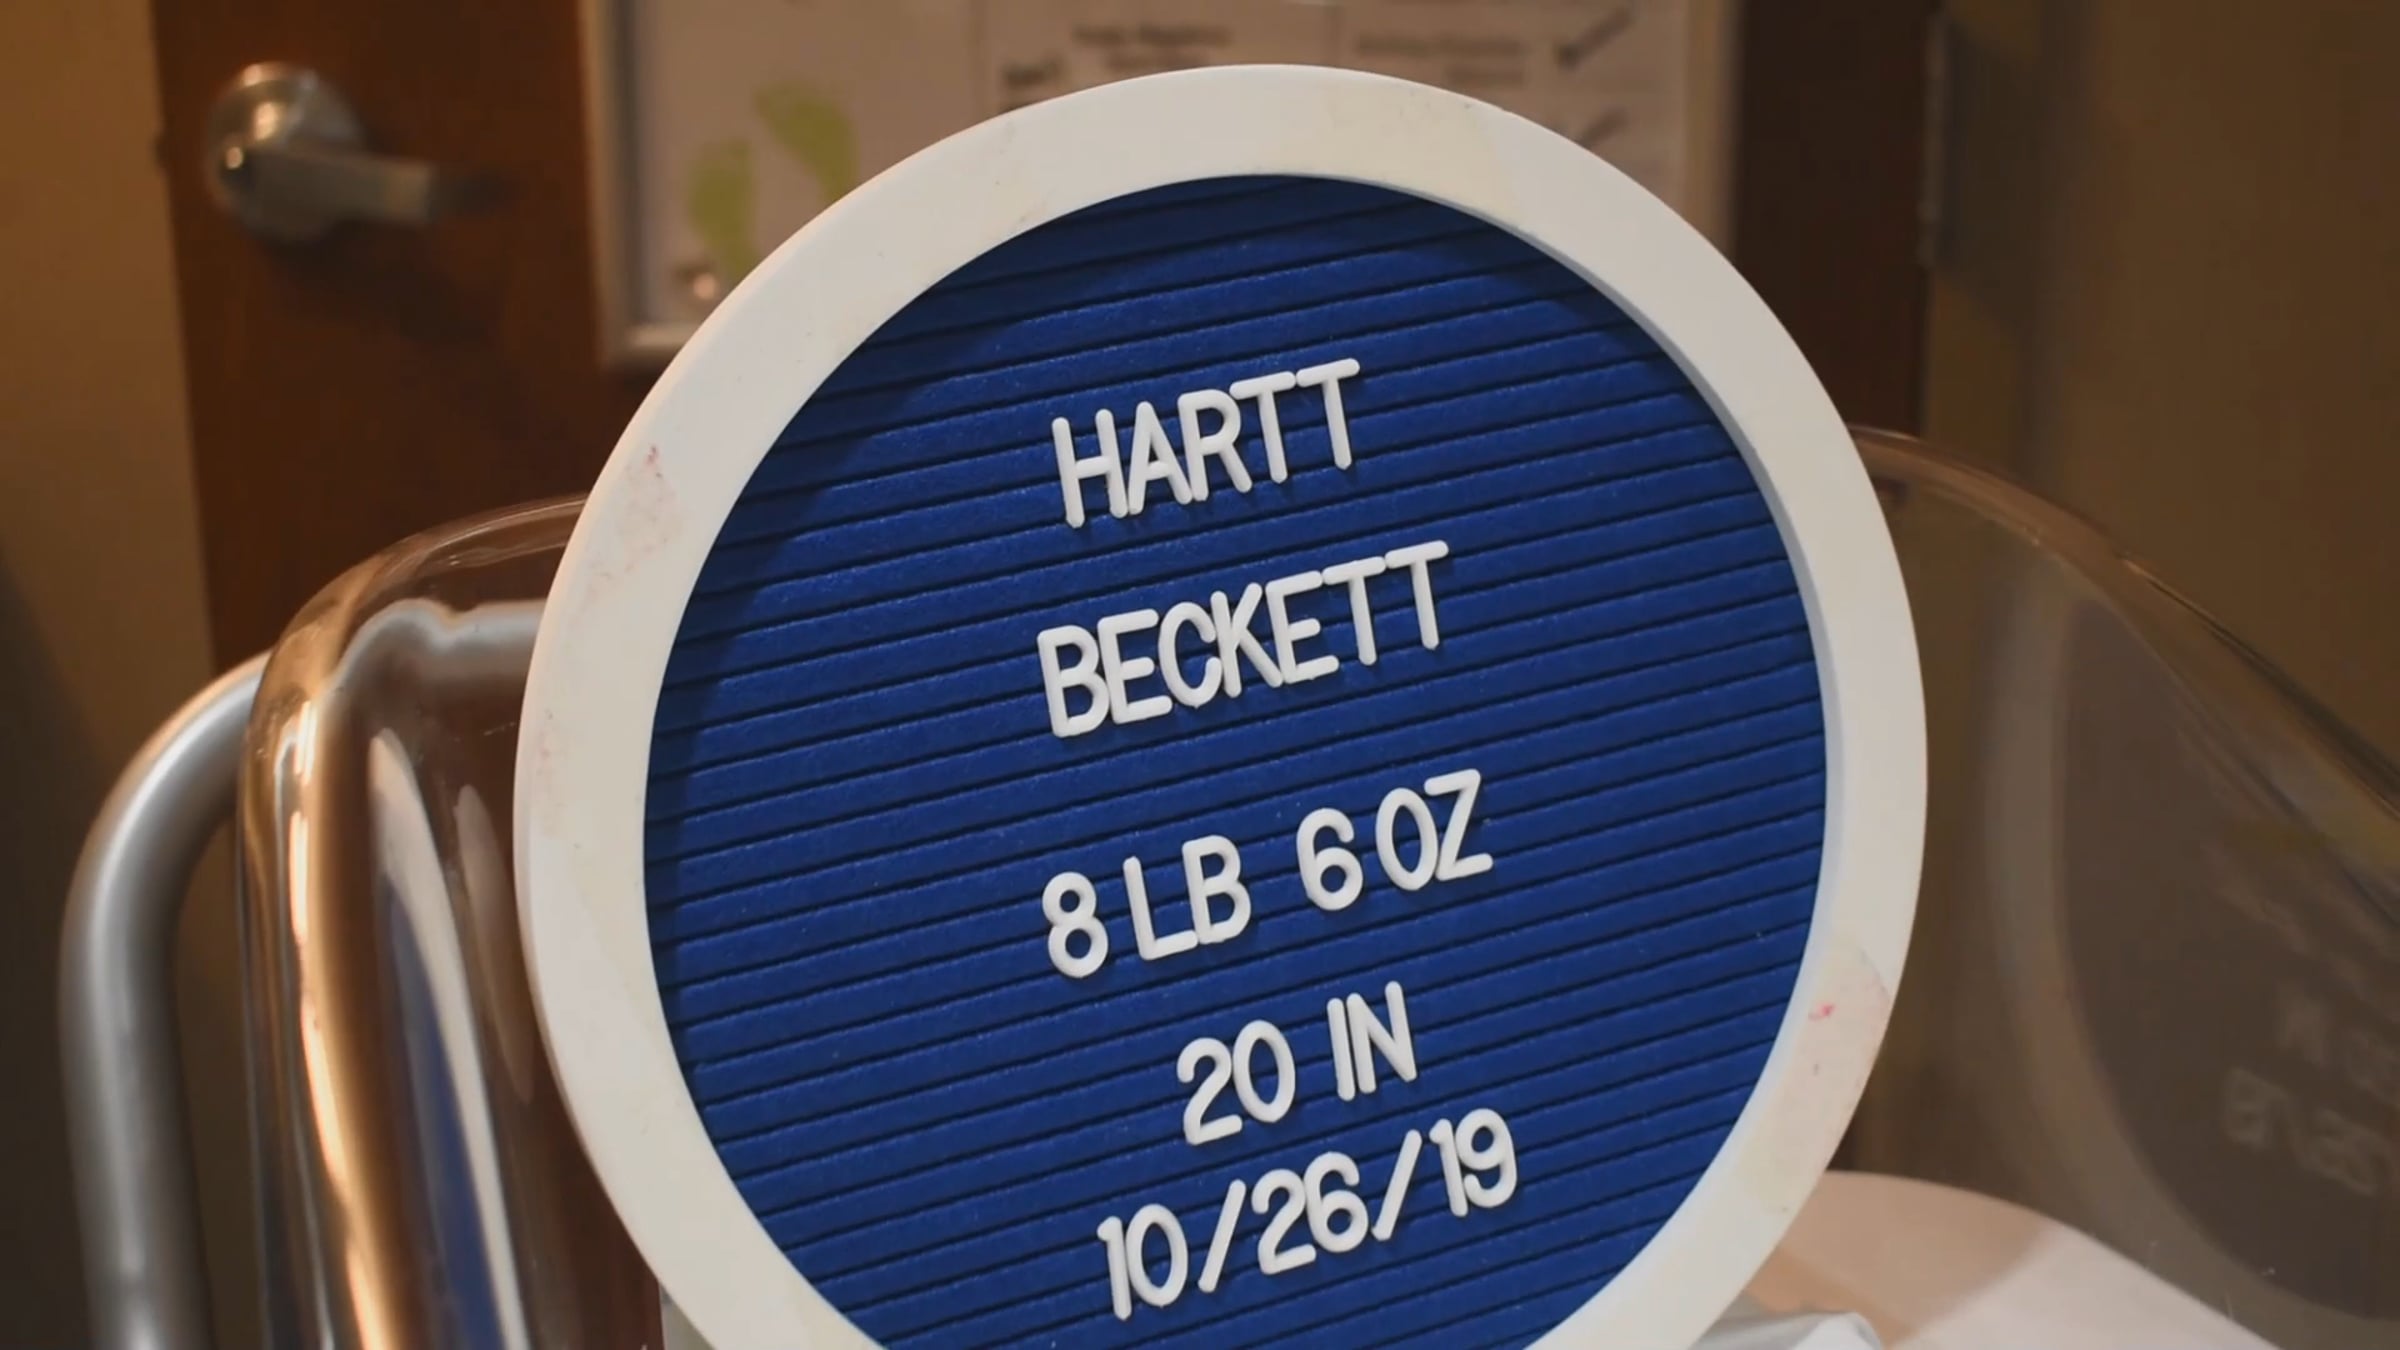 HARTT
BECKETT
8 LB 6 OZ
20 IN
10/26/19